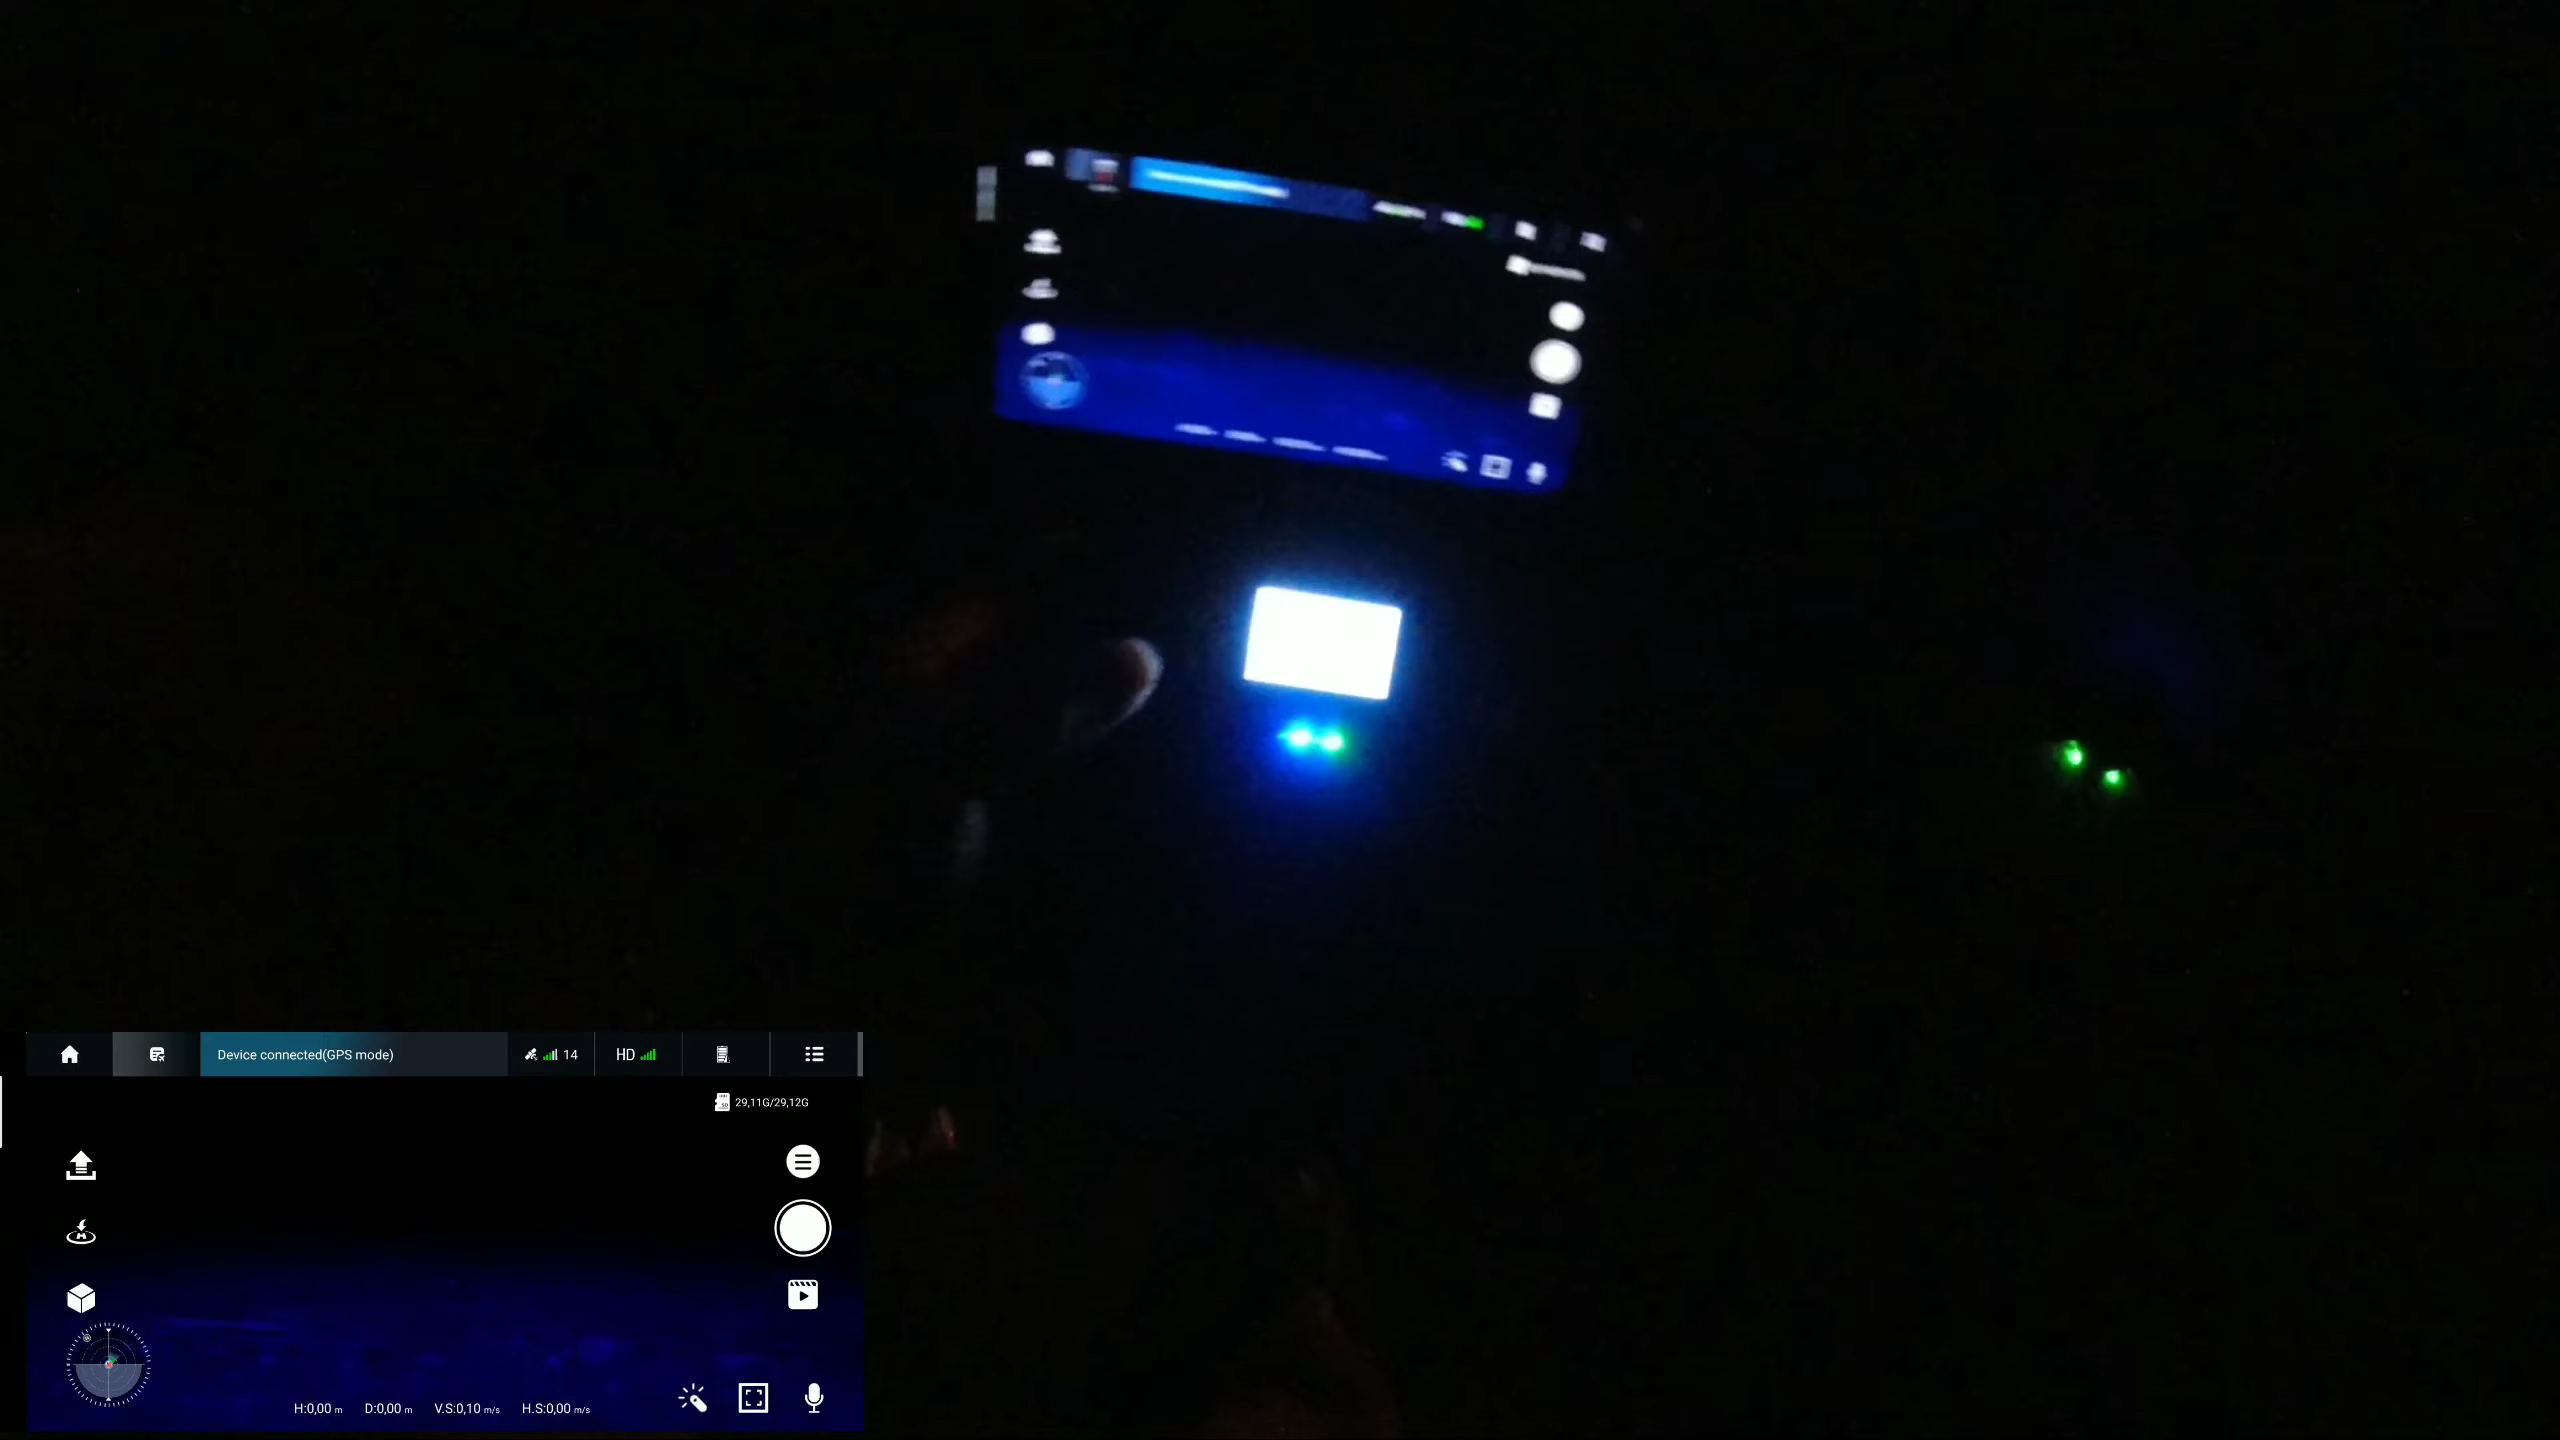 Device connected(GPS mode) 14 HD
29,11G/29,12G
H:0,00 m D:0,00 m V.S:0,10 m/s H.S:0,00 m/s